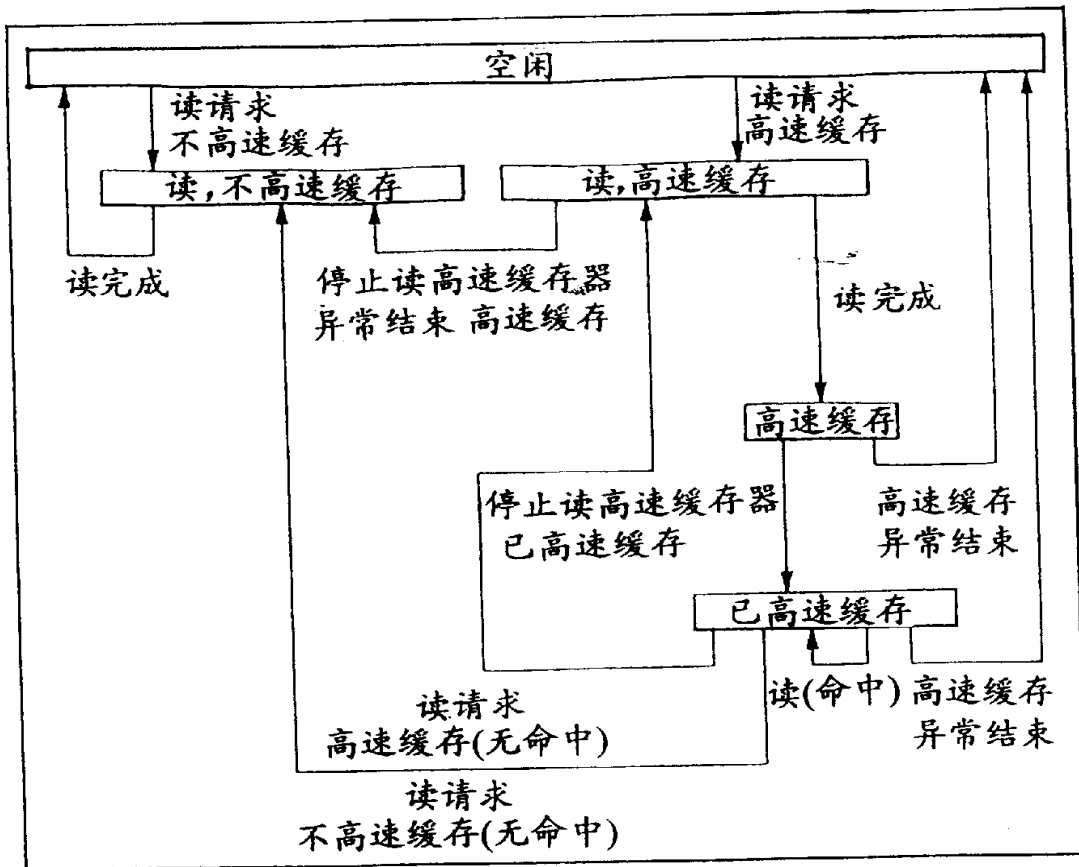 空闲
读请求
不高速缓存
读请求
高速缓存
读,不高速缓存
读,高速缓存
读完成
停止读高速缓存器
异常结束 高速缓存
读完成
高速缓存
停止读高速缓存器
已高速缓存
高速缓存
异常结束
已高速缓存
读(命中)
高速缓存
异常结束
读请求
高速缓存(无命中)
读请求
不高速缓存(无命中)